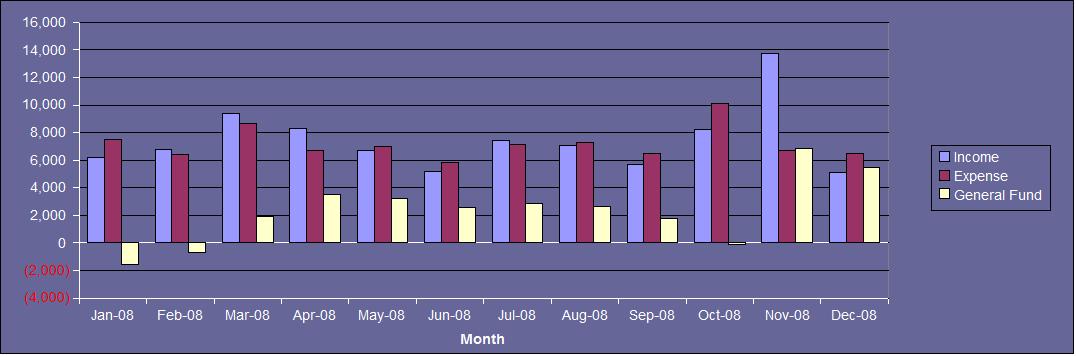 16,000
14,000
12,000
10,000
8,000
6,000
4,000
2,000
0
(2,000)
(4,000)
Jan-08 Feb-08 Mar-08 Apr-08 May-08 Jun-08 Jul-08 Aug-08 Sep-08 Oct-08 Nov-08 Dec-08
Month
Income
Expense
General Fund